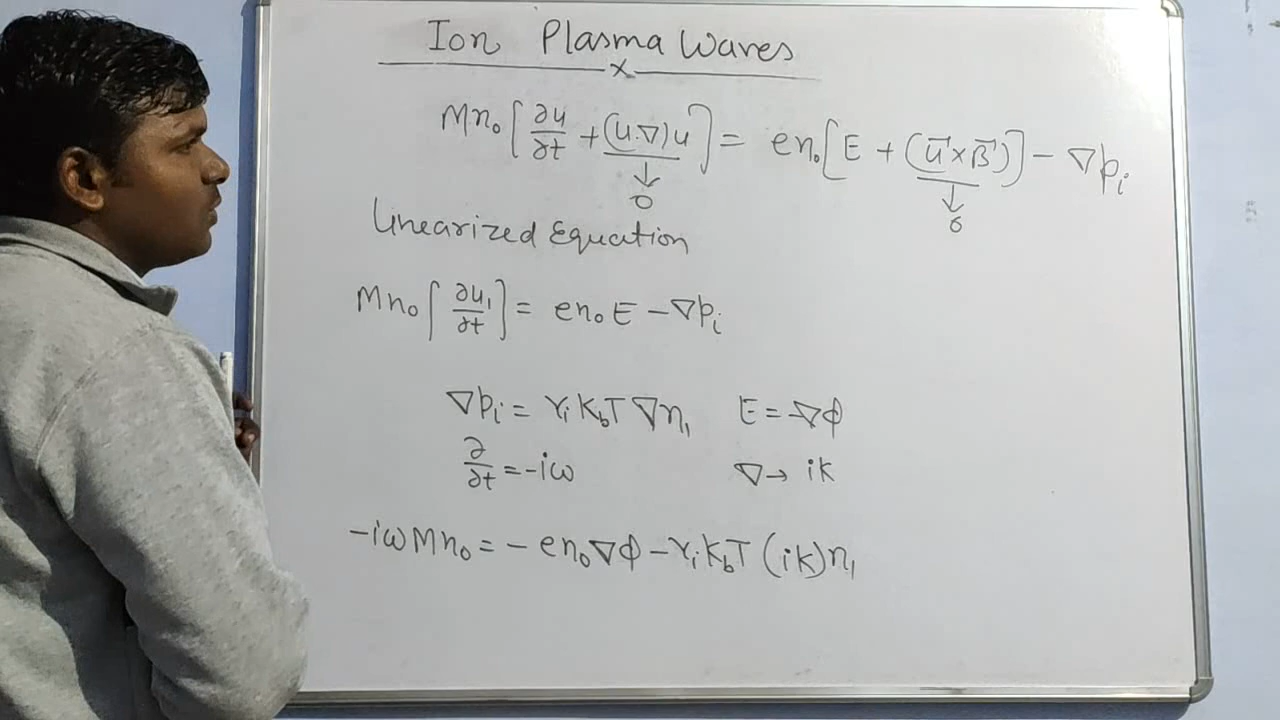 Ion Plasma Waves
x
Mn₀[∂u/∂t + (u.∇)u] = en₀[E + (u⃗×B⃗)] - ∇pᵢ
↓ ↓
0 0
Linearized Equation
Mn₀[∂u₁/∂t] = en₀E - ∇pᵢ
∇pᵢ = γᵢK_bT∇n₁ E = -∇ϕ
∂/∂t = -iω ∇→ ik
-iωMn₀ = - en₀∇ϕ - γᵢK_bT(ik)n₁